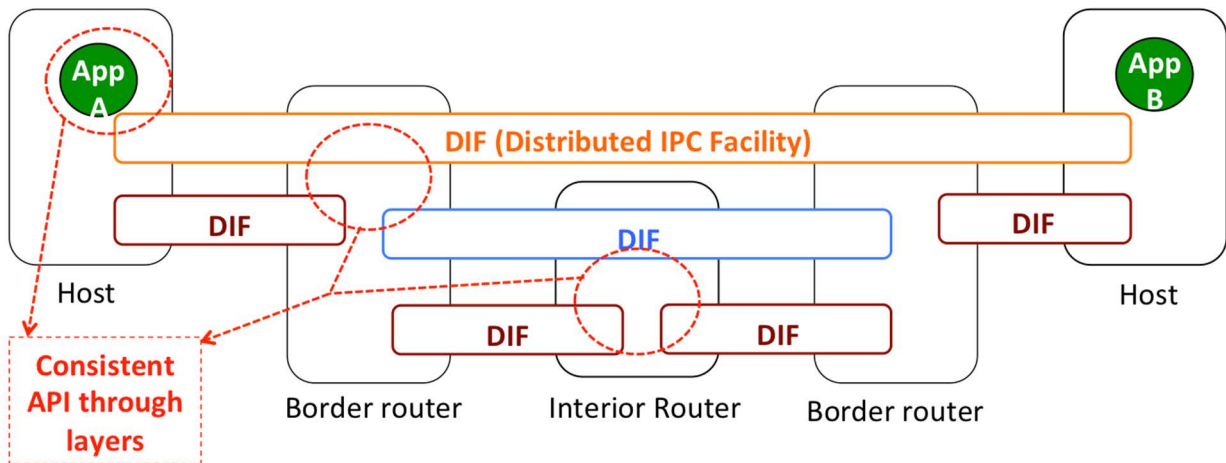 App
A
App
B
DIF (Distributed IPC Facility)
DIF
DIF
DIF
Host
Host
DIF
DIF
Consistent
API through
layers
Border router
Interior Router
Border router